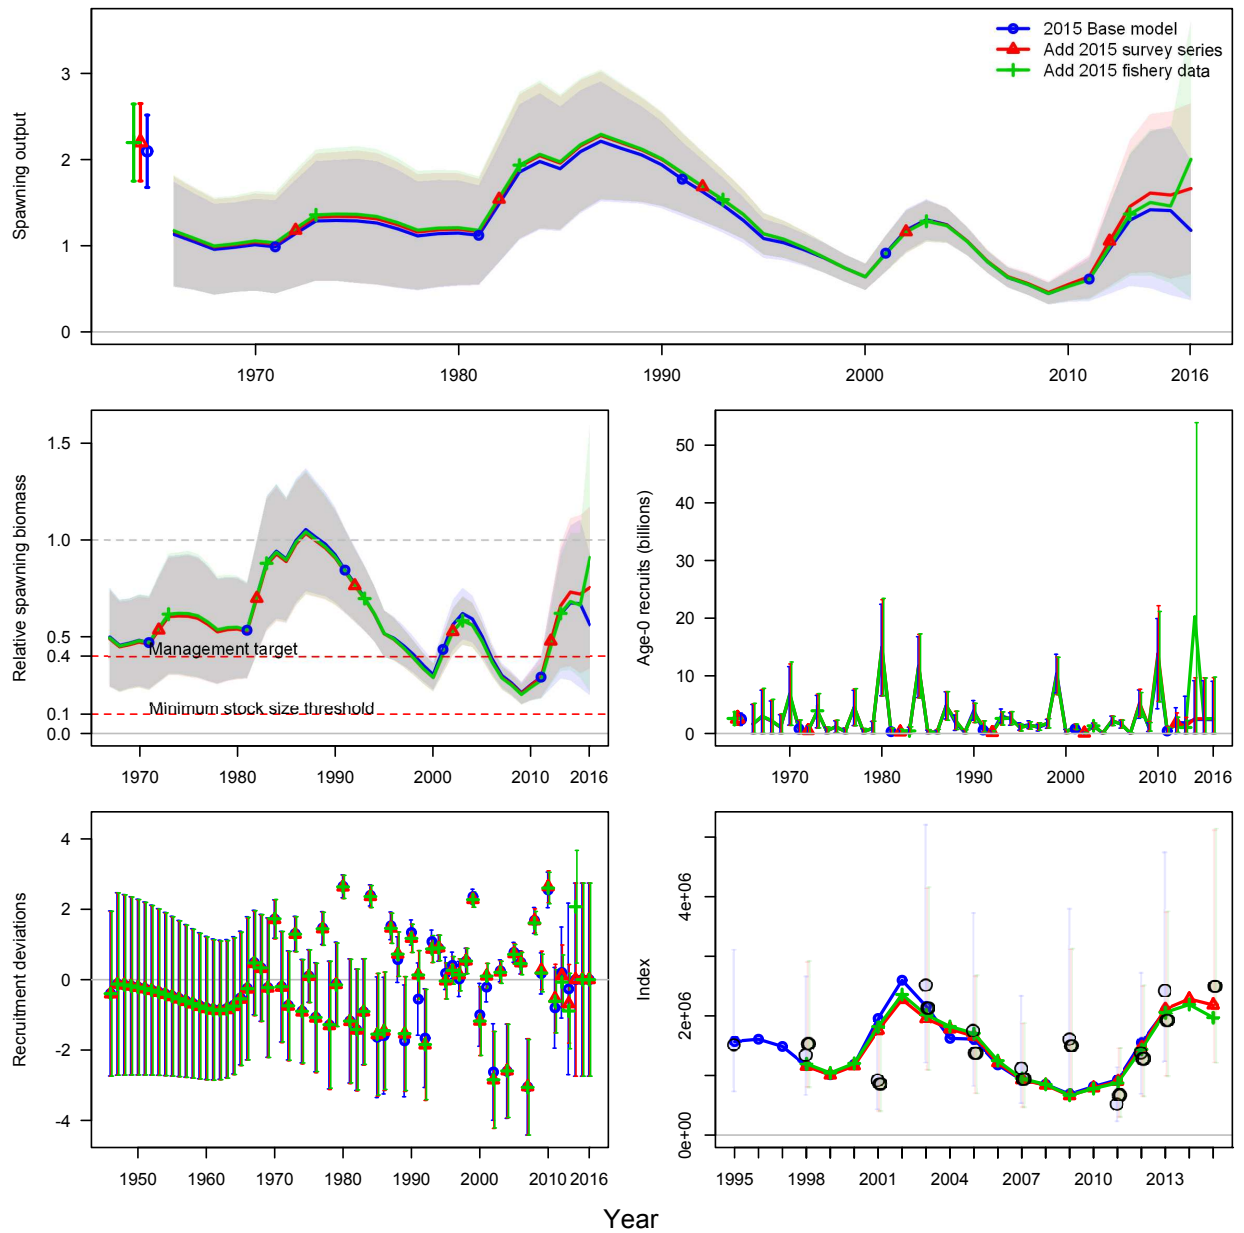 2015 Base model
Add 2015 survey series
Add 2015 fishery data
Spawning output
3
2
1
0
1970 1980 1990 2000 2010 2016
Relative spawning biomass
1.5
1.0
0.5
0.4
0.1
0.0
Management target
Minimum stock size threshold
1970 1980 1990 2000 2010 2016
Age-0 recruits (billions)
50
40
30
20
10
0
1970 1980 1990 2000 2010 2016
Recruitment deviations
4
2
0
-2
-4
1950 1960 1970 1980 1990 2000 2010 2016
Index
4e+06
2e+06
0e+00
1995 1998 2001 2004 2007 2010 2013
Year